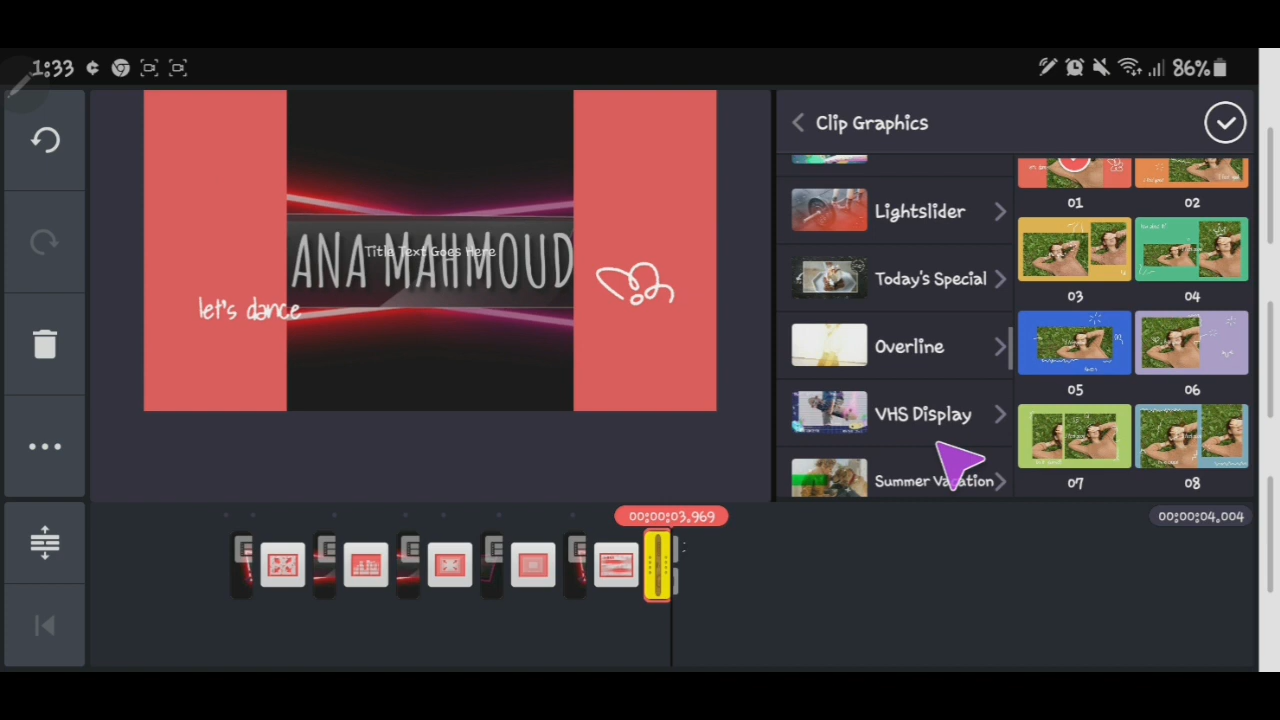 1:33
86%
Clip Graphics
ANA MAHMOUD
Title Text Goes Here
let's dance
Lightslider
Today's Special
Overline
VHS Display
Summer Vacation
01
02
03
04
05
06
07
08
00:00:03.969
00:00:04.004